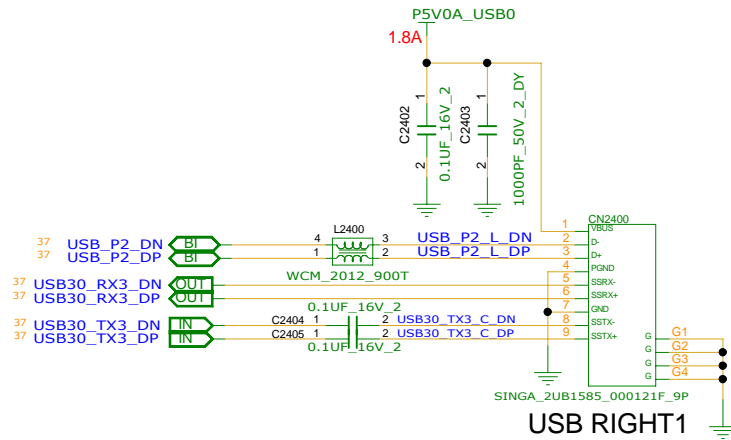 P5V0A_USB0
1.8A
C2402
1
2
0.1UF_16V_2
C2403
1
2
1000PF_50V_2_DY
CN2400
1 VBUS
37 USB_P2_DN BI 4 L2400 3 USB_P2_L_DN 2 D-
37 USB_P2_DP BI 1 2 USB_P2_L_DP 3 D+
WCM_2012_900T
4 PGND
37 USB30_RX3_DN OUT 5 SSRX-
37 USB30_RX3_DP OUT 6 SSRX+
0.1UF_16V_2
7 GND
37 USB30_TX3_DN IN C2404 1 2 USB30_TX3_C_DN 8 SSTX-
37 USB30_TX3_DP IN C2405 1 2 USB30_TX3_C_DP 9 SSTX+
0.1UF_16V_2
G G1
G G2
G G3
G G4
SINGA_2UB1585_000121F_9P
USB RIGHT1